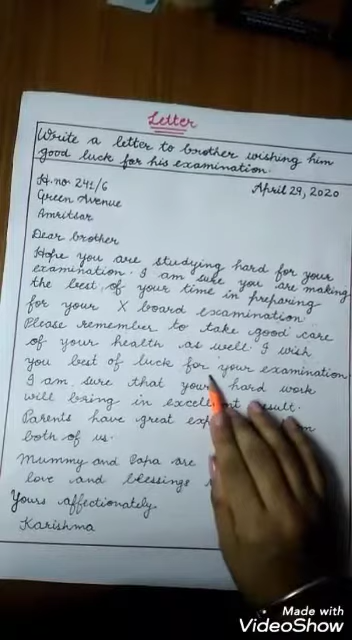 Letter
Write a letter to brother wishing him
good luck for his examination.
H.no. 241/6
April 29, 2020
Green Avenue
Amritsar
Dear brother
Hope you are studying hard for your
examination. I am sure you are making
the best of your time in preparing
for your X board examination.
Please remember to take good care
of your health as well. I wish
you best of luck for your examination
I am sure that your hard work
will bring in excellent result.
Parents have great
both of us.
Mummy and Papa are
love and blessings
Yours affectionately.
Karishma
Made with
VideoShow